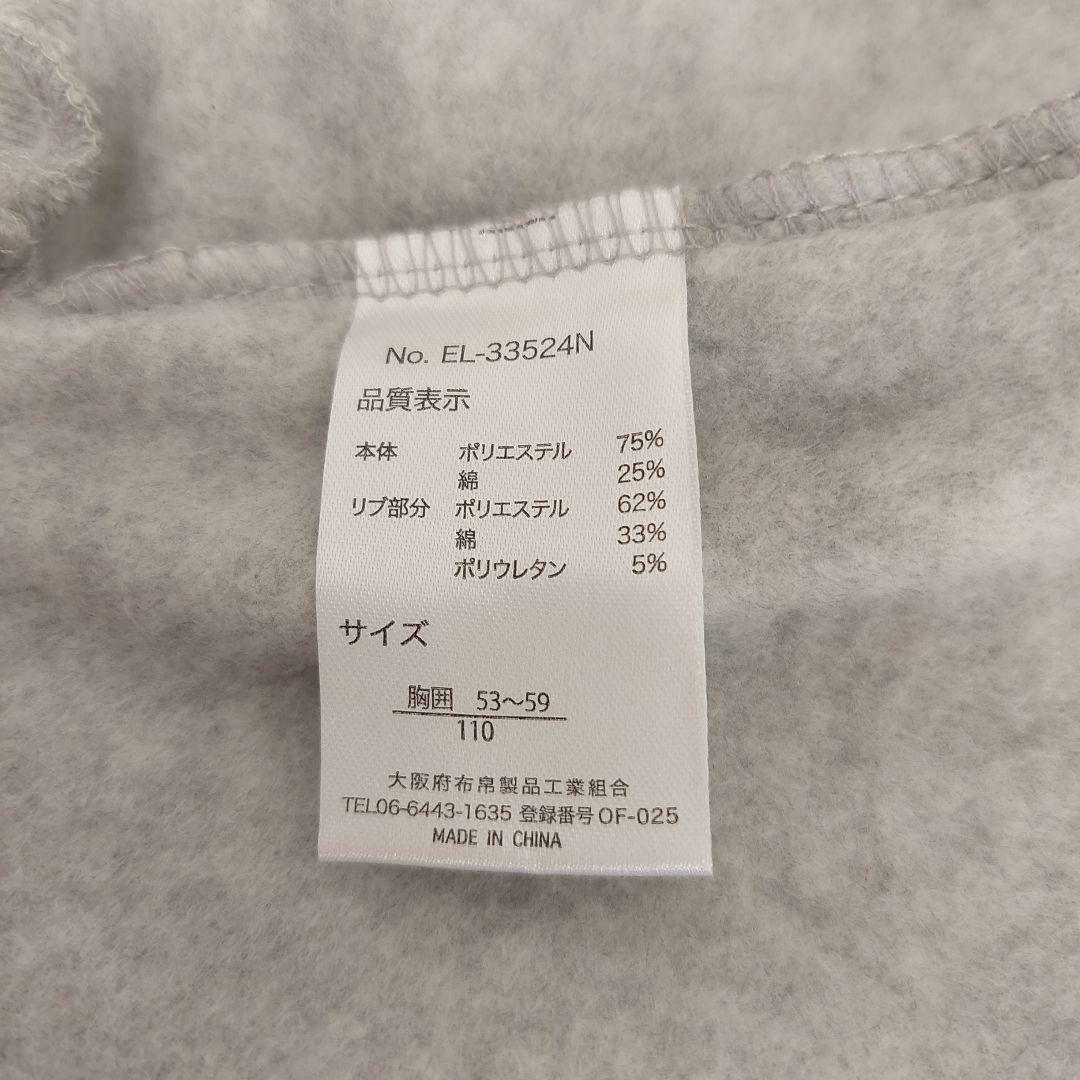 No. EL-33524N
品質表示
本体 ポリエステル 75%
綿 25%
リブ部分 ポリエステル 62%
綿 33%
ポリウレタン 5%
サイズ
胸囲 53〜59
110
大阪府布帛製品工業組合
TEL06-6443-1635 登録番号OF-025
MADE IN CHINA